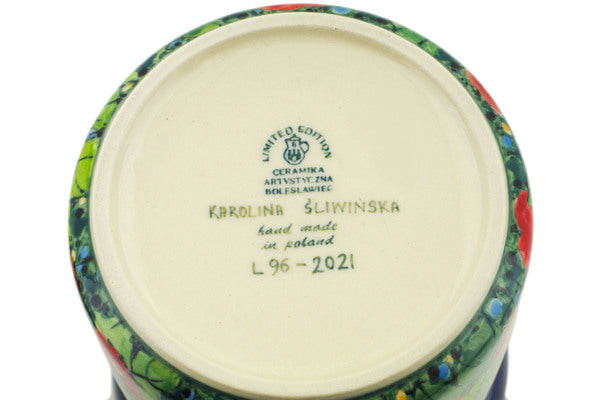 LIMITED EDITION
CERAMIKA
ARTYSTYCZNA
BOLESŁAWIEC
KAROLINA ŚLIWIŃSKA
hand made
in poland
L 96 - 2021